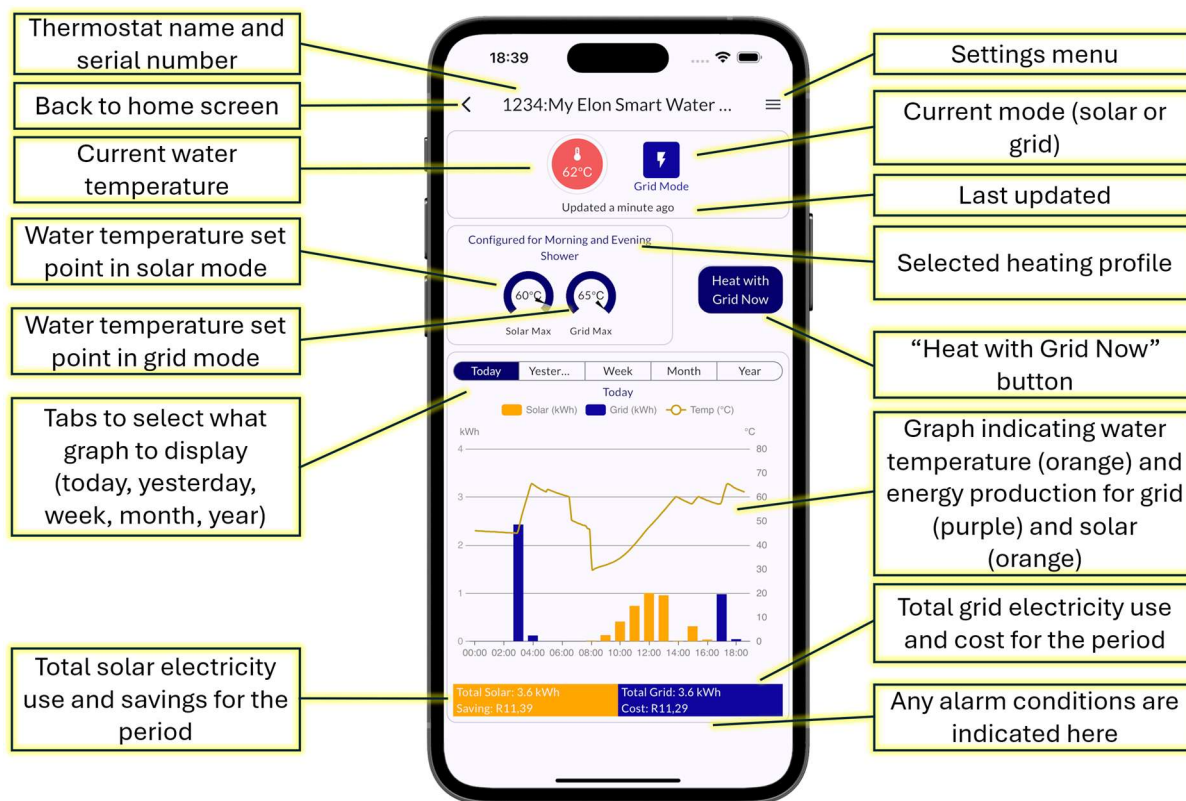 Thermostat name and
serial number
Back to home screen
Current water
temperature
Water temperature set
point in solar mode
Water temperature set
point in grid mode
Tabs to select what
graph to display
(today, yesterday,
week, month, year)
Total solar electricity
use and savings for the
period
18:39
1234:My Elon Smart Water ...
62°C
Grid Mode
Updated a minute ago
Configured for Morning and Evening
Shower
60°C
65°C
Solar Max
Grid Max
Heat with
Grid Now
Today
Yester...
Week
Month
Year
Today
Solar (kWh)
Grid (kWh)
Temp (°C)
kWh
°C
4
3
2
1
0
80
70
60
50
40
30
20
10
0
00:00 02:00 04:00 06:00 08:00 10:00 12:00 14:00 16:00 18:00
Total Solar: 3.6 kWh
Saving: R11,39
Total Grid: 3.6 kWh
Cost: R11,29
Settings menu
Current mode (solar or
grid)
Last updated
Selected heating profile
“Heat with Grid Now”
button
Graph indicating water
temperature (orange) and
energy production for grid
(purple) and solar
(orange)
Total grid electricity use
and cost for the period
Any alarm conditions are
indicated here